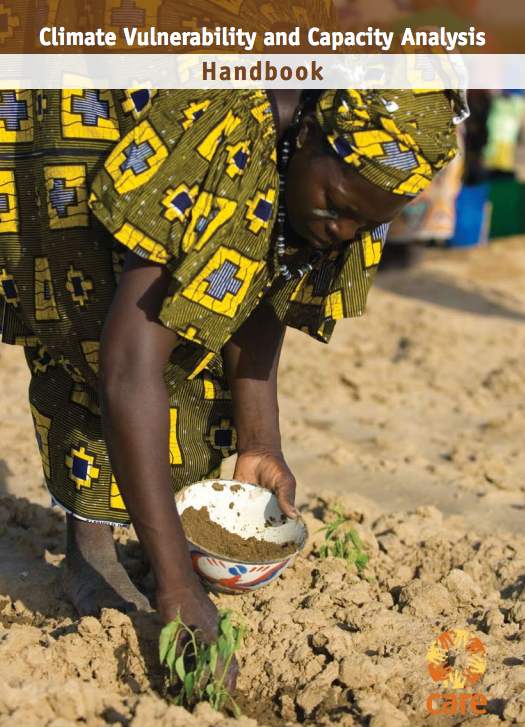 Climate Vulnerability and Capacity Analysis
Handbook
care